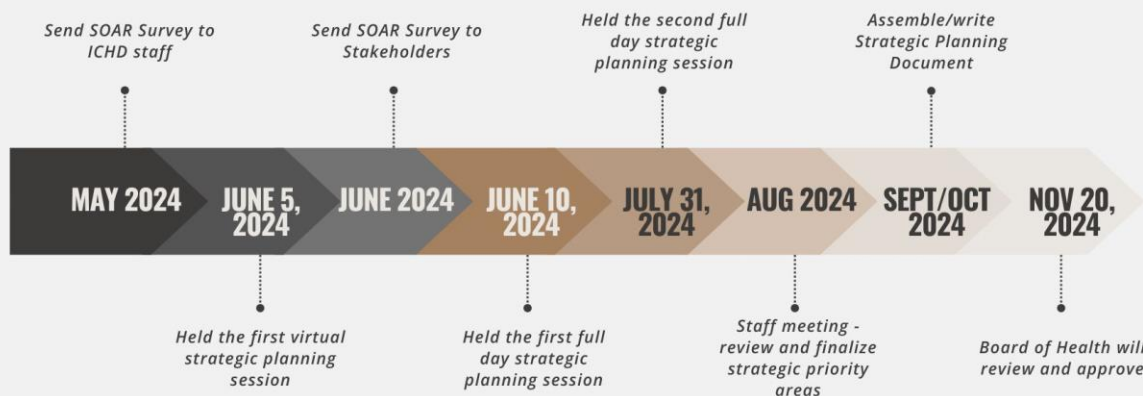 Send SOAR Survey to
ICHD staff
Send SOAR Survey to
Stakeholders
Held the second full
day strategic
planning session
Assemble/write
Strategic Planning
Document
MAY 2024
JUNE 5,
2024
JUNE 2024
JUNE 10,
2024
JULY 31,
2024
AUG 2024
SEPT/OCT
2024
NOV 20,
2024
Held the first virtual
strategic planning
session
Held the first full
day strategic
planning session
Staff meeting -
review and finalize
strategic priority
areas
Board of Health will
review and approve